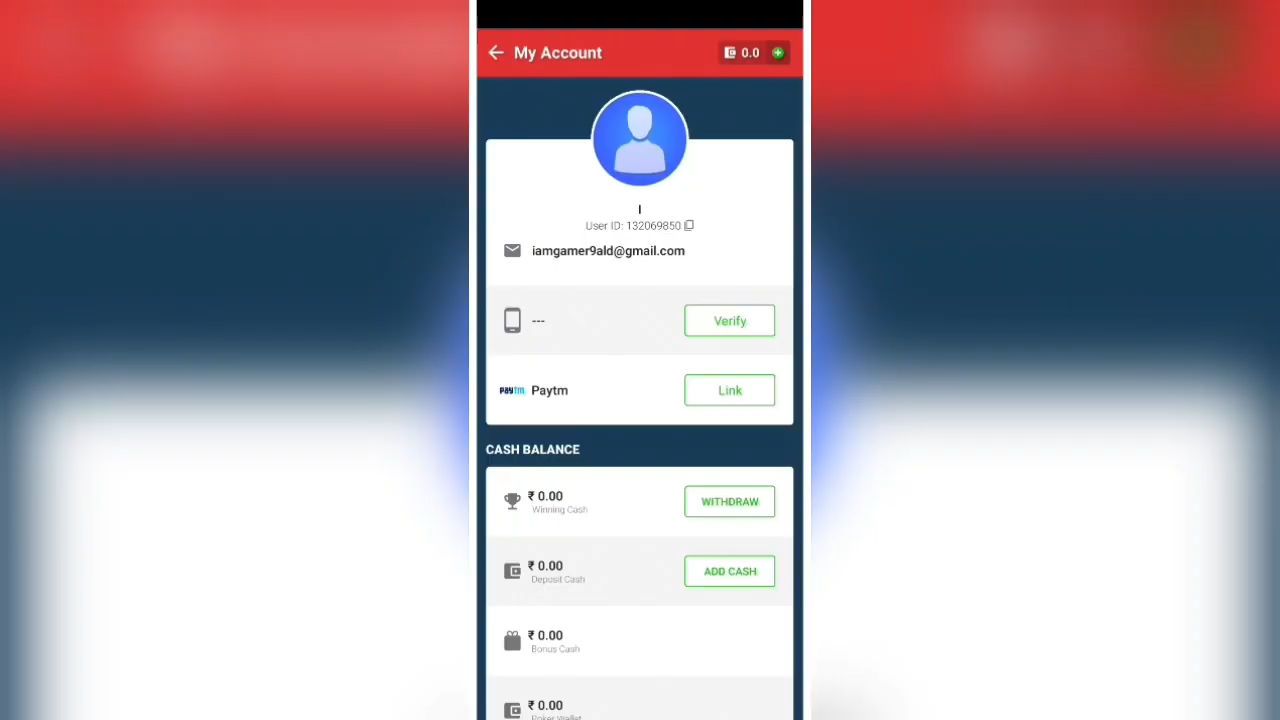 My Account
0.0
I
User ID: 132069850
iamgamer9ald@gmail.com
--- Verify
paytm Paytm Link
CASH BALANCE
₹ 0.00
Winning Cash
WITHDRAW
₹ 0.00
Deposit Cash
ADD CASH
₹ 0.00
Bonus Cash
₹ 0.00
Poker Wallet